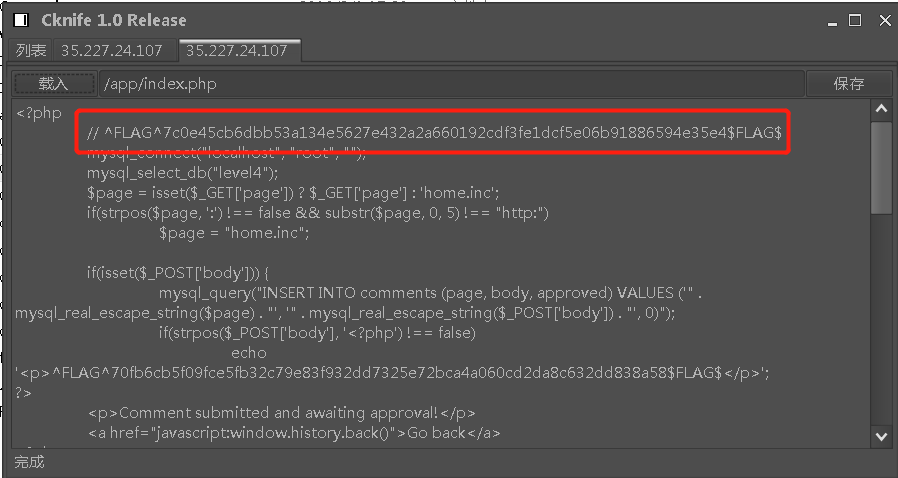 Cknife 1.0 Release
列表 35.227.24.107 35.227.24.107
载入 /app/index.php 保存
<?php
// ^FLAG^7c0e45cb6dbb53a134e5627e432a2a660192cdf3fe1dcf5e06b91886594e35e4$FLAG$
mysql_connect("localhost", "root", "");
mysql_select_db("level4");
$page = isset($_GET['page']) ? $_GET['page'] : 'home.inc';
if(strpos($page, ':') !== false && substr($page, 0, 5) !== "http:")
$page = "home.inc";
if(isset($_POST['body'])) {
mysql_query("INSERT INTO comments (page, body, approved) VALUES ('" .
mysql_real_escape_string($page) . "', '" . mysql_real_escape_string($_POST['body']) . "', 0)");
if(strpos($_POST['body'], '<?php') !== false)
echo
'<p>^FLAG^70fb6cb5f09fce5fb32c79e83f932dd7325e72bca4a060cd2da8c632dd838a58$FLAG$</p>';
?>
<p>Comment submitted and awaiting approval!</p>
<a href="javascript:window.history.back()">Go back</a>
完成